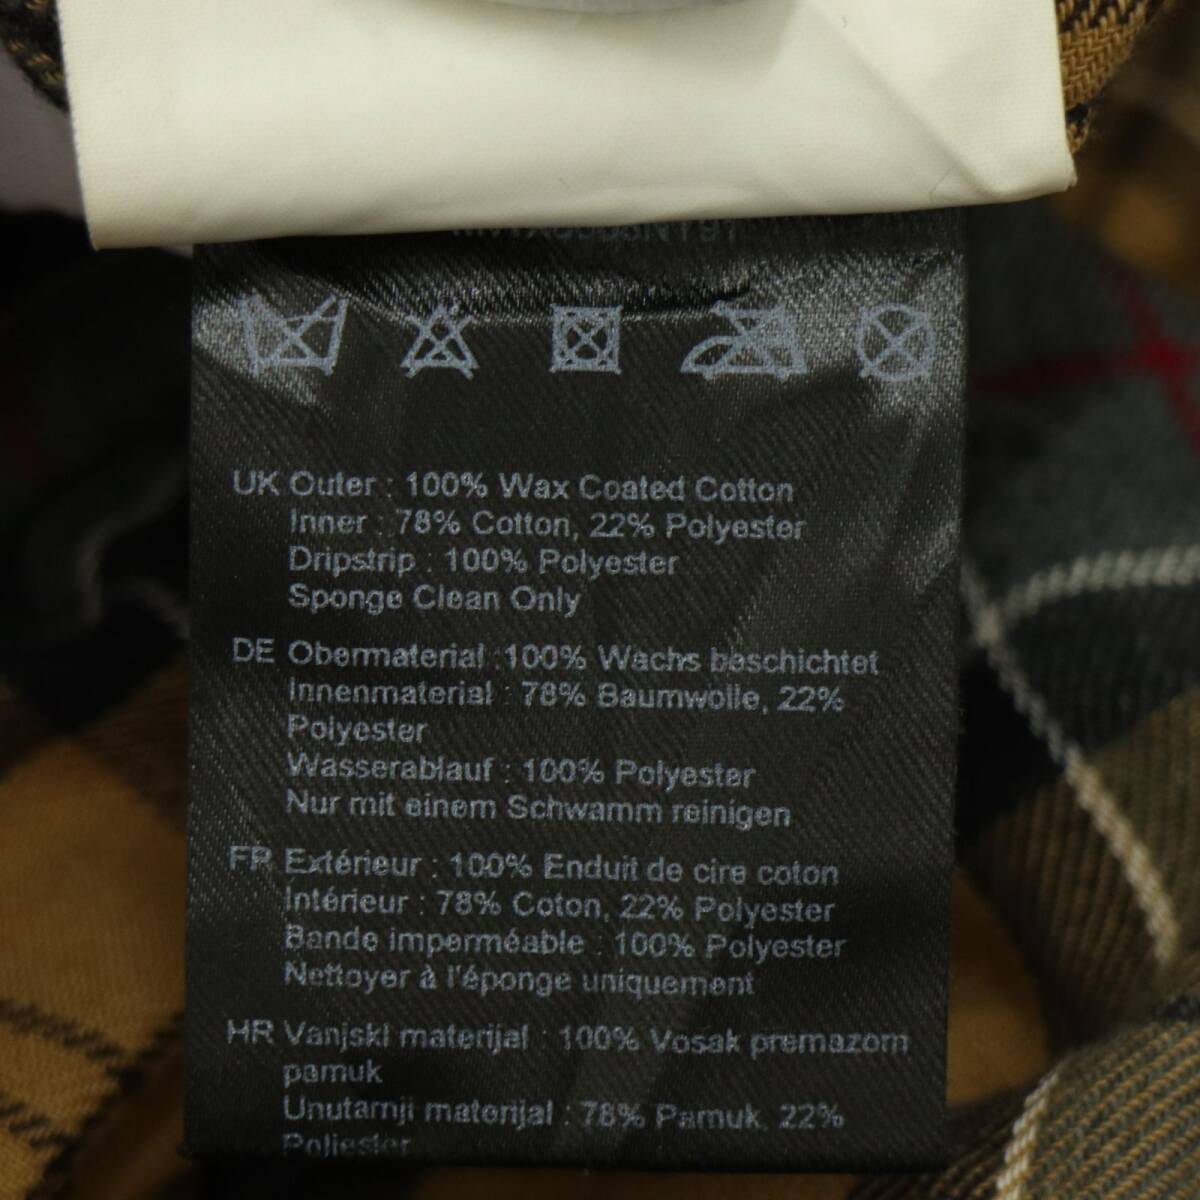 UK Outer : 100% Wax Coated Cotton
Inner : 78% Cotton, 22% Polyester
Dripstrip : 100% Polyester
Sponge Clean Only
DE Obermaterial :100% Wachs beschichtet
Innenmaterial : 78% Baumwolle, 22%
Polyester
Wasserablauf : 100% Polyester
Nur mit einem Schwamm reinigen
FR Extérieur : 100% Enduit de cire coton
Intérieur : 78% Coton, 22% Polyester
Bande imperméable : 100% Polyester
Nettoyer à l'éponge uniquement
HR Vanjski materijal : 100% Vosak premazom
pamuk
Unutarnji materijal : 78% Pamuk, 22%
Poliester